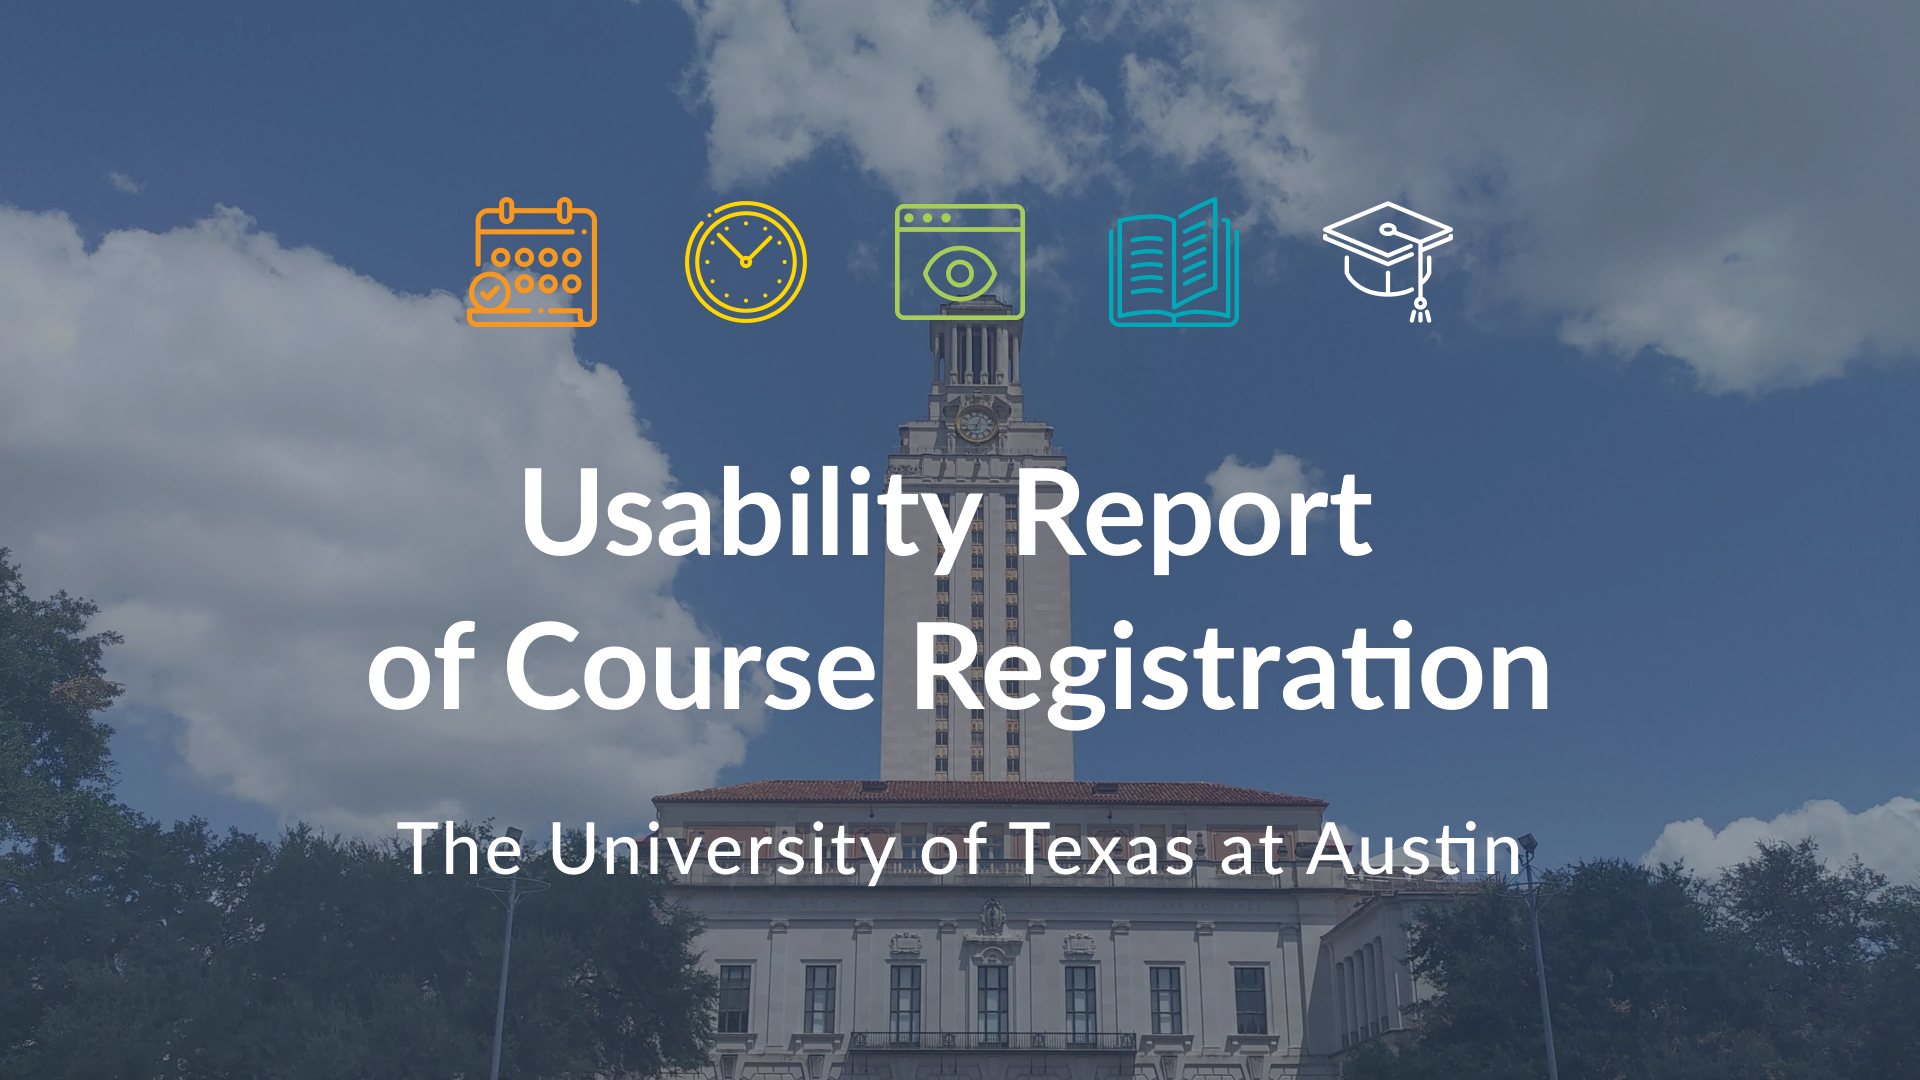 Usability Report
of Course Registration
The University of Texas at Austin